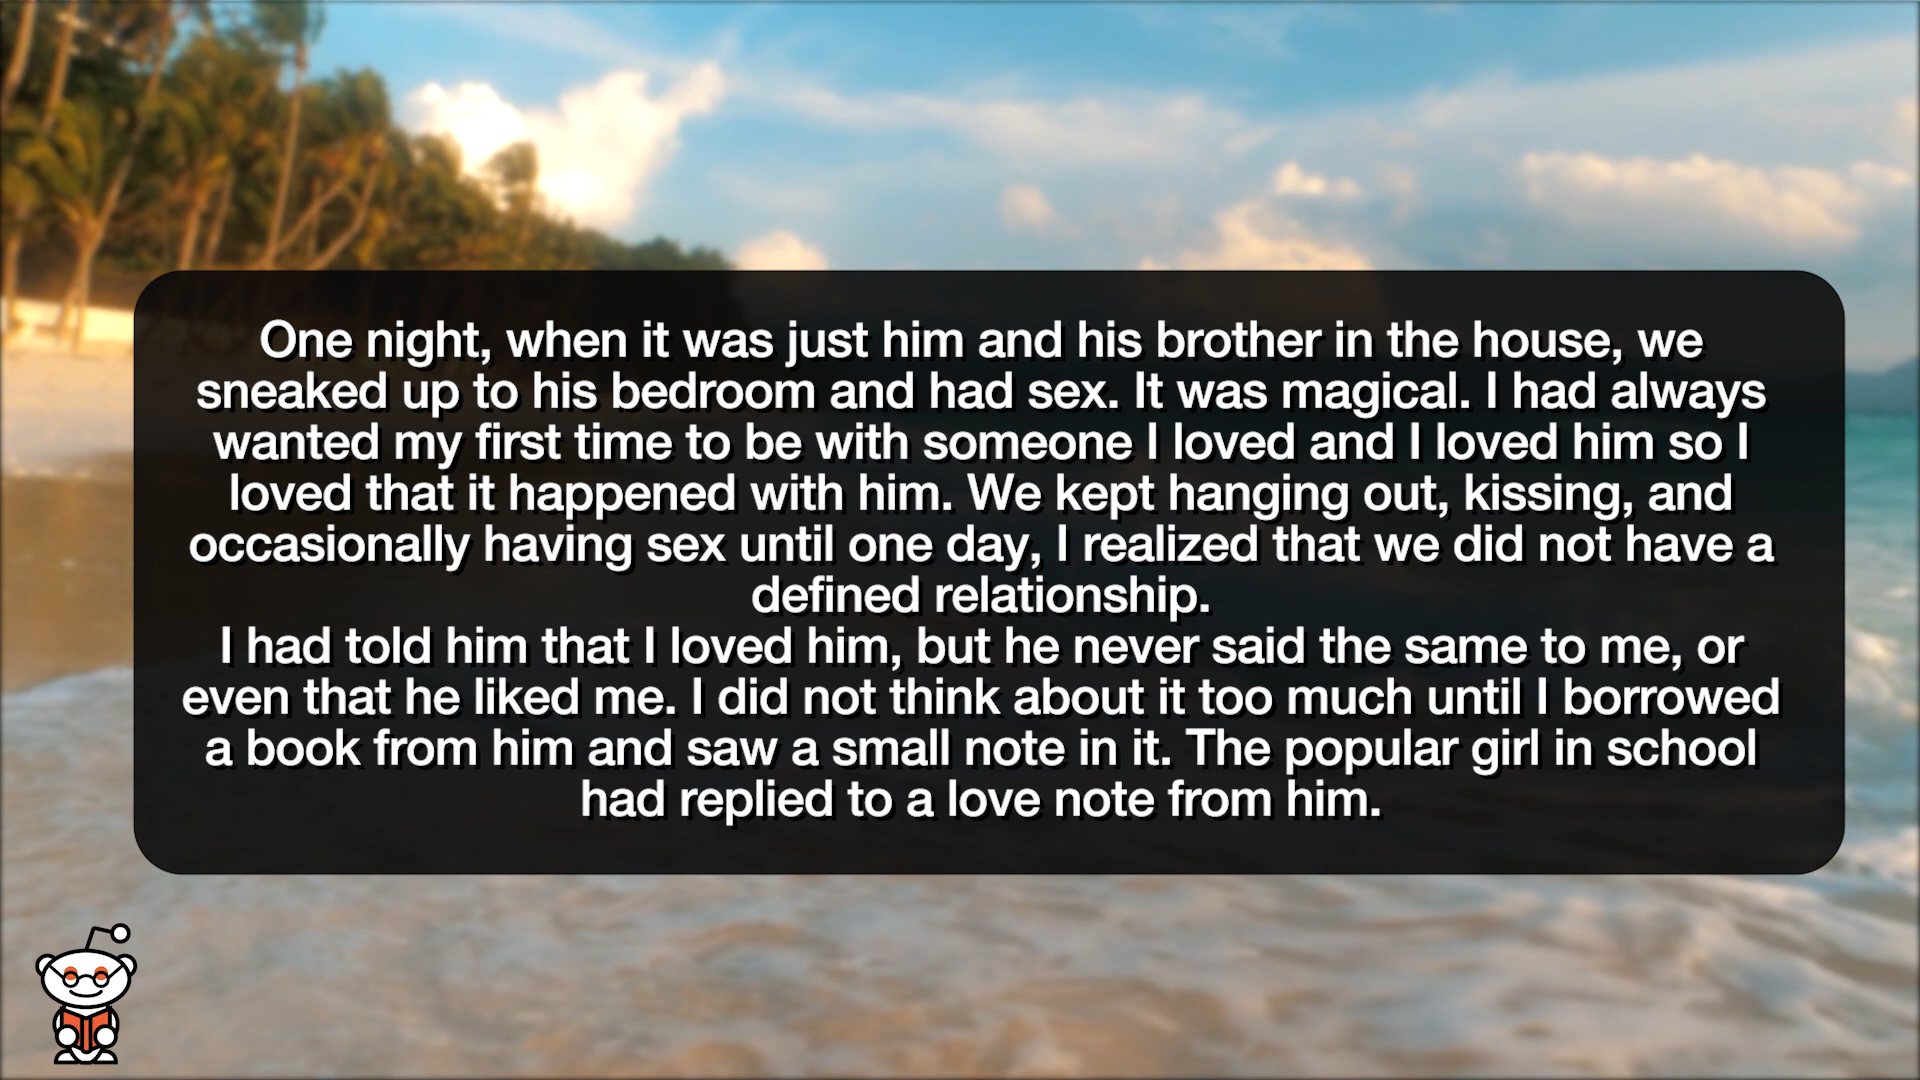 One night, when it was just him and his brother in the house, we
sneaked up to his bedroom and had sex. It was magical. I had always
wanted my first time to be with someone I loved and I loved him so I
loved that it happened with him. We kept hanging out, kissing, and
occasionally having sex until one day, I realized that we did not have a
defined relationship.
I had told him that I loved him, but he never said the same to me, or
even that he liked me. I did not think about it too much until I borrowed
a book from him and saw a small note in it. The popular girl in school
had replied to a love note from him.